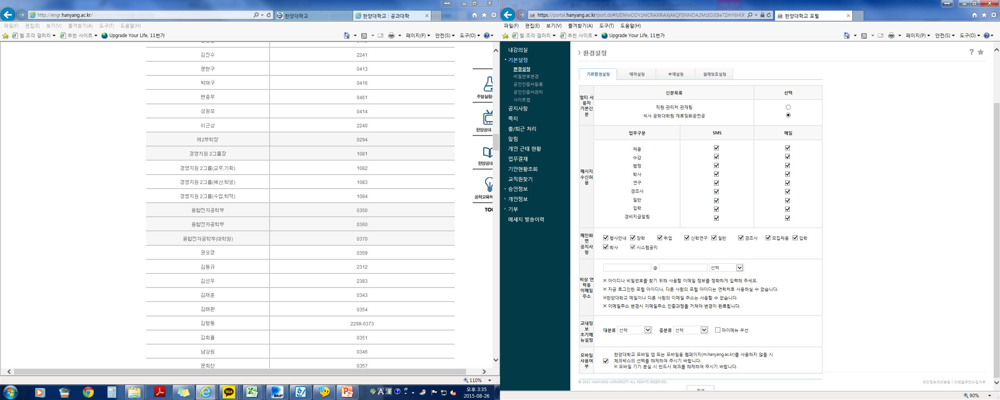 http://engr.hanyang.ac.kr/
한양대학교
한양대학교 : 공과대학
파일(F) 편집(E) 보기(V) 즐겨찾기(A) 도구(T) 도움말(H)
웹 조각 갤러리 추천 사이트 Upgrade Your Life, 11번가
페이지(P) 안전(S) 도구(O)
김진수 2241
문현구 0413
박재구 0416
변중무 0461
성원모 0414
이근상 2240
제2부학장 0294
경영지원 2그룹장 1081
경영지원 2그룹(교무,기획) 1082
경영지원 2그룹(예산,학생) 1083
경영지원 2그룹(수업,학적) 1084
융합전자공학부 0350
융합전자공학부 0360
융합전자공학부(대학원) 0370
권오경 0359
김동규 2312
김선우 2383
김재훈 0343
김태환 0354
김형동 2298-0373
김회율 0351
남상원 0346
문희찬 0357
주말실험
한양공대
한양공대
공학교육혁
110%
TALK
MiP
A 漢
오후 3:35
2015-08-26
한양대학교 포털
파일(F) 편집(E) 보기(V) 즐겨찾기(A) 도구(T) 도움말(H)
웹 조각 갤러리 추천 사이트 Upgrade Your Life, 11번가
페이지(P) 안전(S) 도구(O)
내강의실
기본설정
환경설정
비밀번호변경
공인인증서등록
공인인증서관리
사이트맵
공지사항
쪽지
출/퇴근 처리
알림
개인 근태 현황
업무결재
기안현황조회
교직원찾기
승인정보
개인정보
기부
메세지 발송이력
환경설정
기본환경설정 테마설정 부재설정 결재암호설정
멀티 사
용자
기본신
분
신분목록 선택
직원 관리처 관재팀
석사 공학대학원 재료및화공전공
메시지
수신허
용
업무구분 SMS 메일
채용
수강
행정
학사
연구
경조사
일반
입학
경비지급알림
메인화
면
공지사
항
행사안내 장학 취업 산학연구 일반 경조사 모집채용 입학
학사 시스템공지
비상 연
락용
이메일
주소
@ 선택
※ 아이디나 비밀번호를 찾기 위해 사용할 이메일 정보를 정확하게 입력해 주세요.
※ 지금 로그인한 포털 아이디나, 다른 사람의 포털 아이디는 연락처로 사용하실 수 없습니다.
※한양대학교 메일이나 다른 사람의 이메일 주소는 사용할 수 없습니다.
※ 이메일주소 변경시 이메일주소 인증과정을 거쳐야 변경이 완료됩니다.
교내정
보
초기메
뉴설정
대분류 선택 중분류 선택 마이메뉴 우선
모바일
사용여
부
한양대학교 모바일 앱 또는 모바일용 웹페이지(m.hanyang.ac.kr)를 사용하지 않을 시
체크박스의 선택을 해제하여 주시기 바랍니다.
※ 모바일 기기 분실 시 반드시 체크를 해제하여 주시기 바랍니다.
© 2012 HANYANG UNIVERSITY ALL RIGHTS RESERVED.
개인정보처리방침 | 이메일무단수집거부
90%